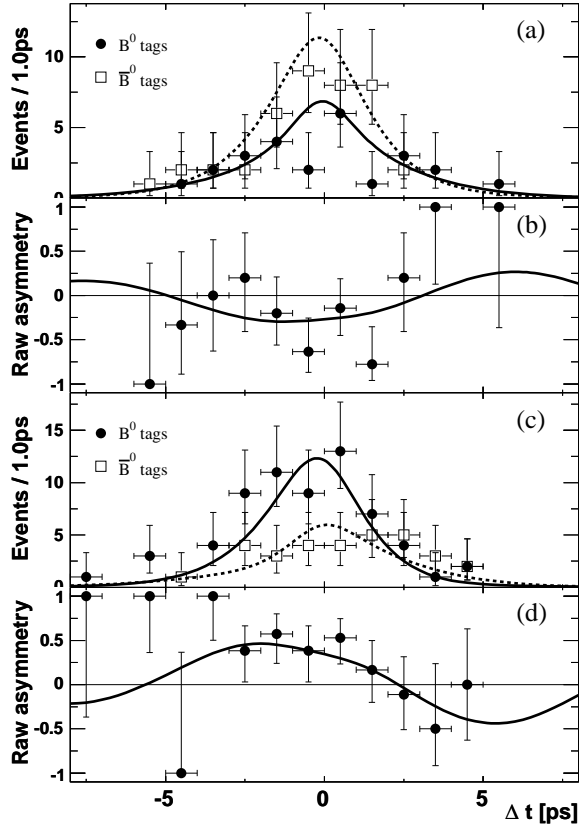 (a)
B⁰ tags
B̅⁰ tags
Events / 1.0ps
10
5
0
(b)
Raw asymmetry
1
0.5
0
-0.5
-1
(c)
B⁰ tags
B̅⁰ tags
Events / 1.0ps
15
10
5
0
(d)
Raw asymmetry
1
0.5
0
-0.5
-1
-5
0
5
Δ t [ps]